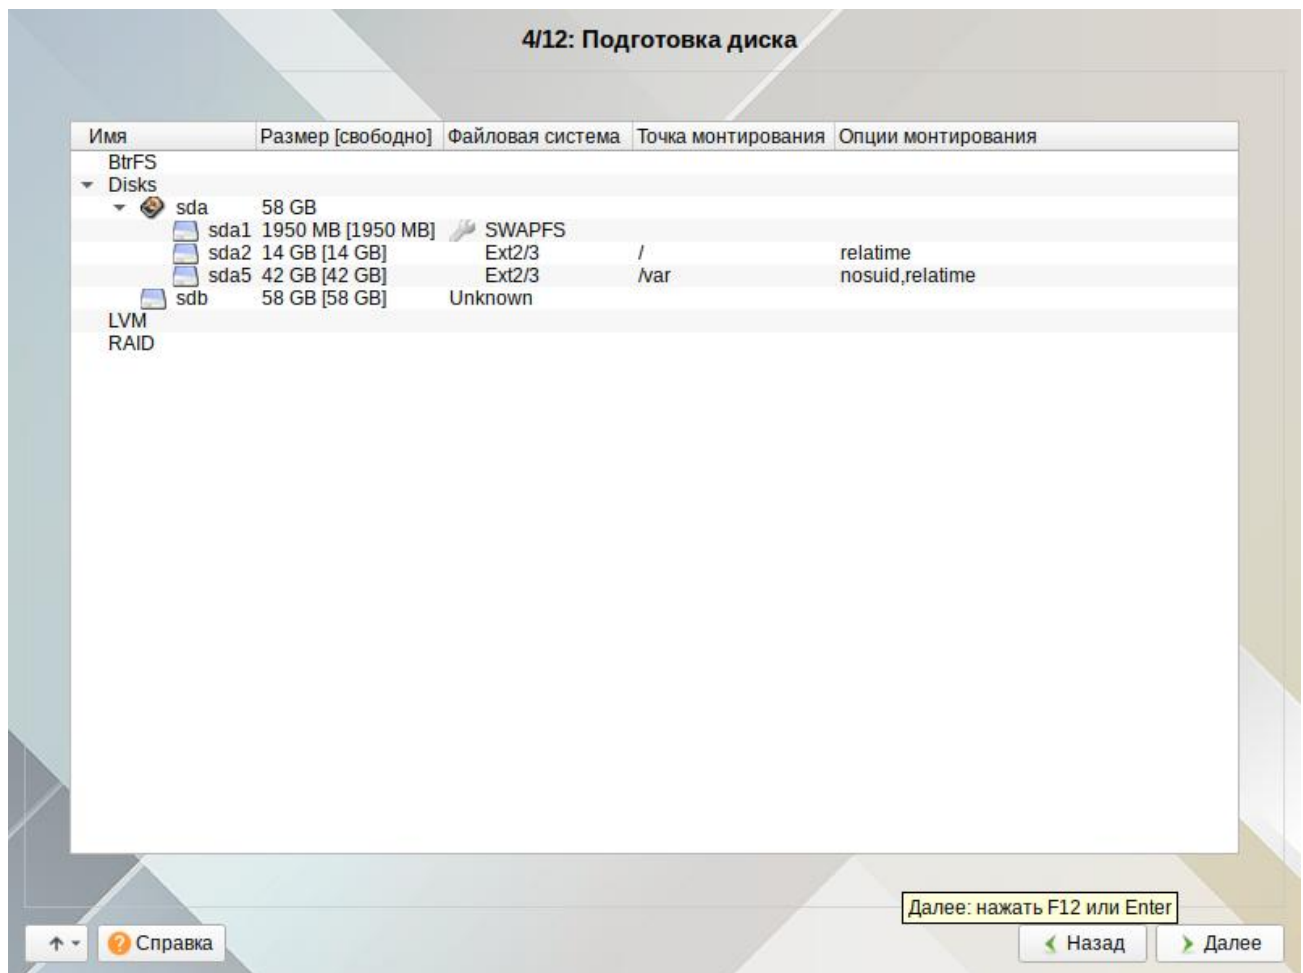 4/12: Подготовка диска
Имя Размер [свободно] Файловая система Точка монтирования Опции монтирования
BtrFS
Disks
sda 58 GB
sda1 1950 MB [1950 MB] SWAPFS
sda2 14 GB [14 GB] Ext2/3 / relatime
sda5 42 GB [42 GB] Ext2/3 /var nosuid,relatime
sdb 58 GB [58 GB] Unknown
LVM
RAID
Далее: нажать F12 или Enter
Справка Назад Далее